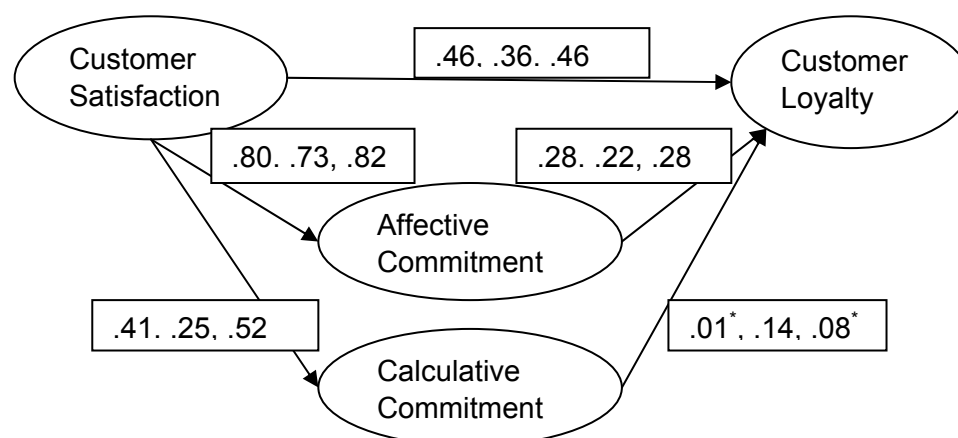 Customer
Satisfaction
.46, .36. .46
Customer
Loyalty
.80. .73, .82
.28. .22, .28
Affective
Commitment
.41. .25, .52
.01*, .14, .08*
Calculative
Commitment